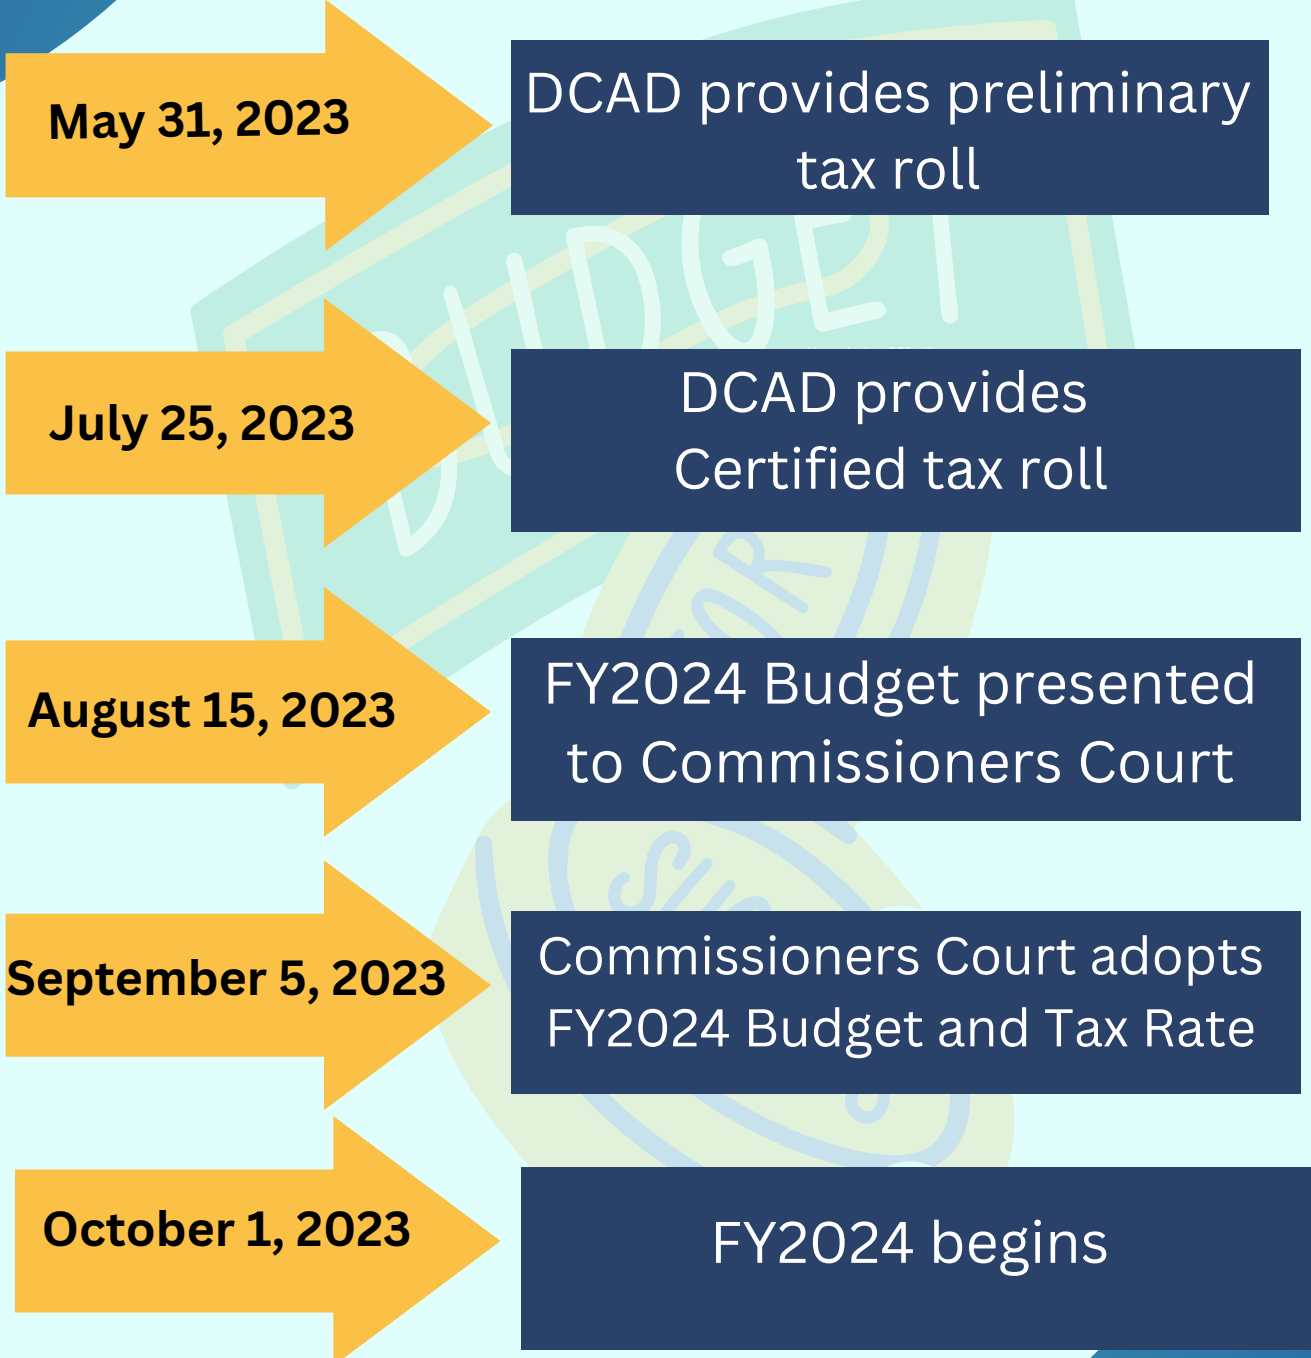 May 31, 2023
DCAD provides preliminary
tax roll
BUDGET
July 25, 2023
DCAD provides
Certified tax roll
FOR
August 15, 2023
FY2024 Budget presented
to Commissioners Court
September 5, 2023
Commissioners Court adopts
FY2024 Budget and Tax Rate
October 1, 2023
FY2024 begins